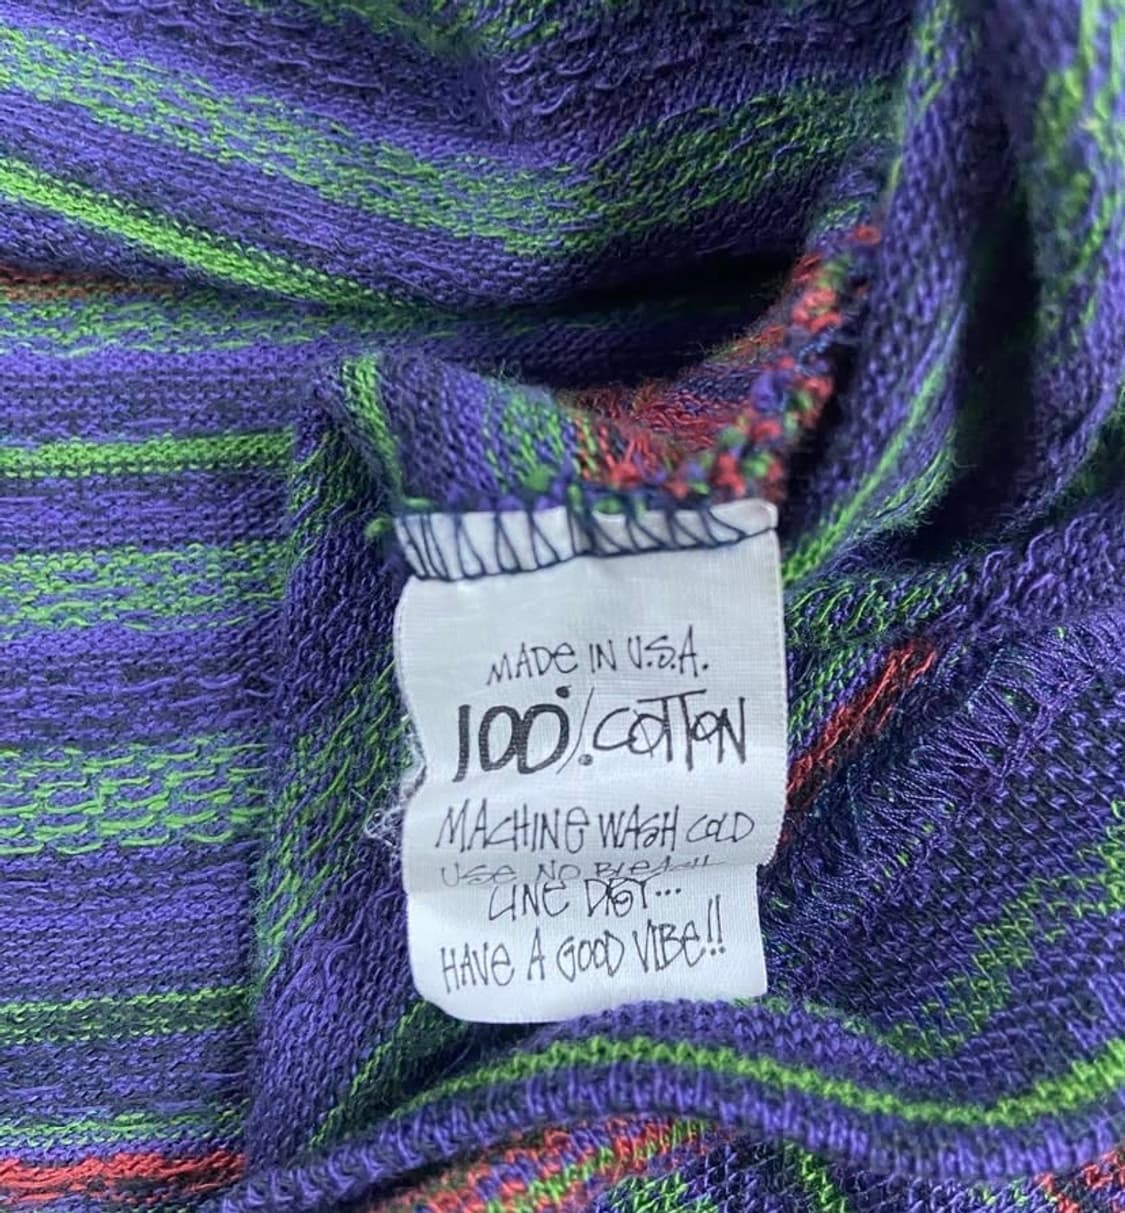 MADE IN U.S.A.
100%.COTTON
MACHINE WASH COLD
USE NO BLEACH
LINE DRY...
HAVE A GOOD VIBE!!